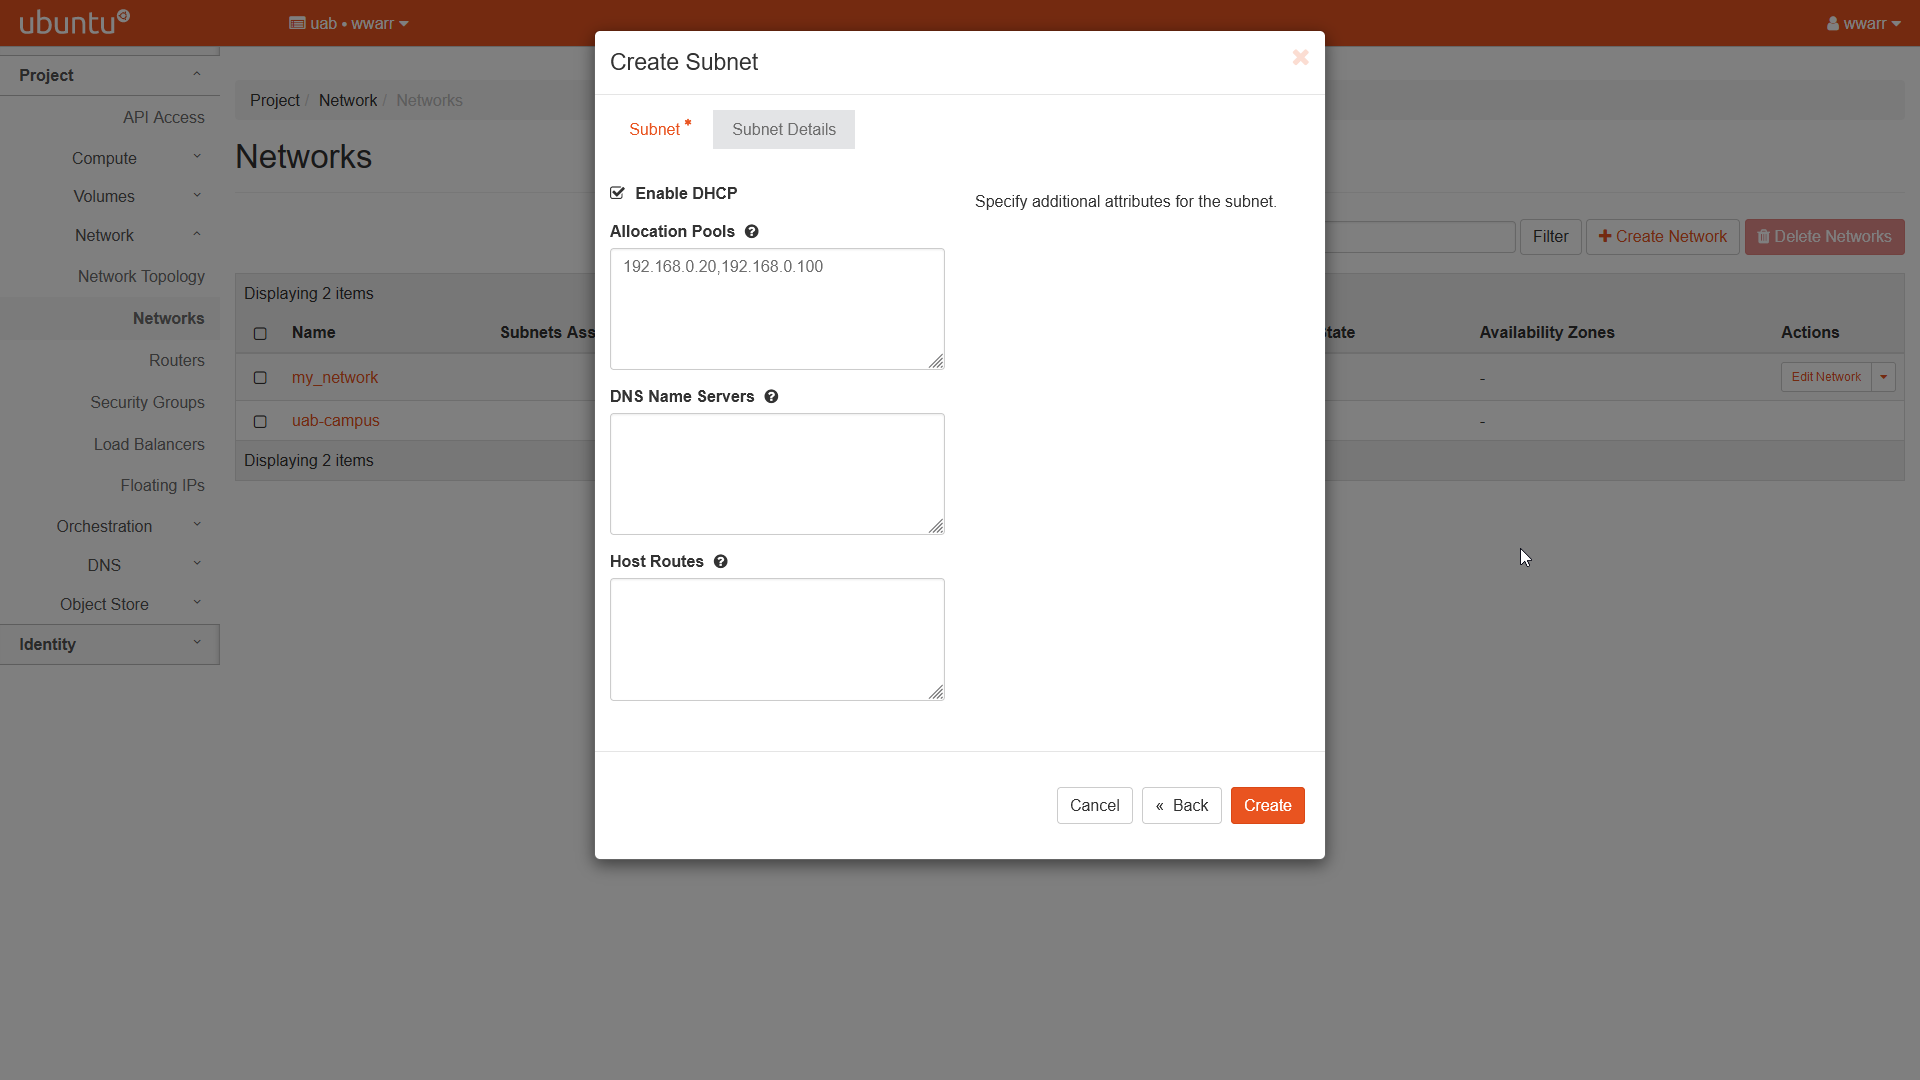 ubuntu
uab • wwarr
wwarr
Project
API Access
Compute
Volumes
Network
Network Topology
Networks
Routers
Security Groups
Load Balancers
Floating IPs
Orchestration
DNS
Object Store
Identity
Project / Network / Networks
Networks
Filter
Create Network
Delete Networks
Displaying 2 items
Name
Subnets Ass
tate
Availability Zones
Actions
my_network
-
Edit Network
uab-campus
-
Displaying 2 items
Create Subnet
Subnet *
Subnet Details
Enable DHCP
Specify additional attributes for the subnet.
Allocation Pools
192.168.0.20,192.168.0.100
DNS Name Servers
Host Routes
Cancel
« Back
Create